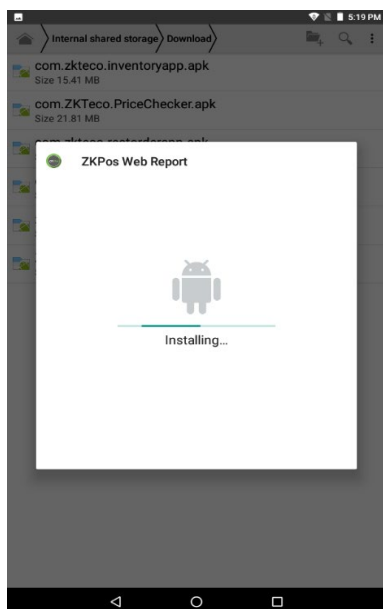 5:19 PM
Internal shared storage Download
com.zkteco.inventoryapp.apk
Size 15.41 MB
com.ZKTeco.PriceChecker.apk
Size 21.81 MB
ZKPos Web Report
Installing...